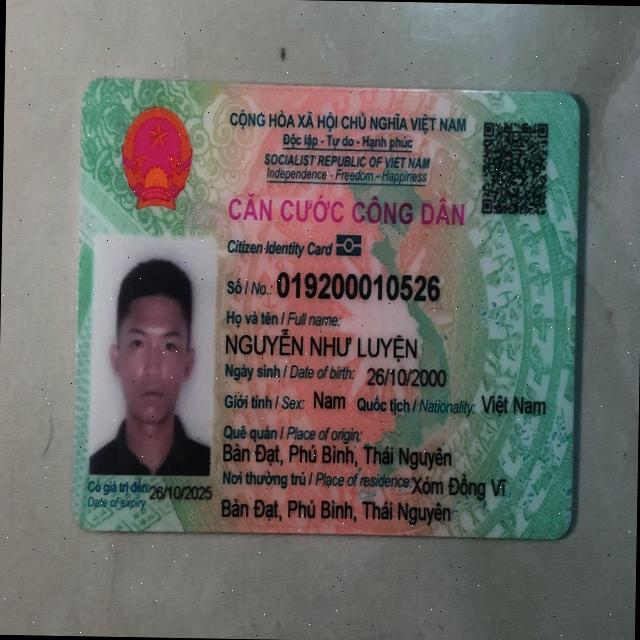 CỘNG HÒA XÃ HỘI CHỦ NGHĨA VIỆT NAM
Độc lập - Tự do - Hạnh phúc
SOCIALIST REPUBLIC OF VIET NAM
Independence - Freedom - Happiness
CĂN CƯỚC CÔNG DÂN
Citizen Identity Card
Số / No.: 019200010526
Họ và tên / Full name:
NGUYỄN NHƯ LUYỆN
Ngày sinh / Date of birth: 26/10/2000
Giới tính / Sex: Nam Quốc tịch / Nationality: Việt Nam
Quê quán / Place of origin:
Bàn Đạt, Phú Bình, Thái Nguyên
Nơi thường trú / Place of residence: Xóm Đồng Vĩ
Bàn Đạt, Phú Bình, Thái Nguyên
Có giá trị đến: 26/10/2025
Date of expiry